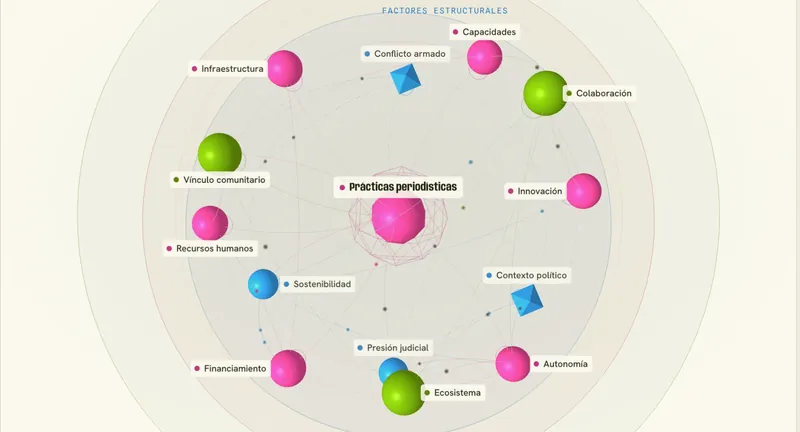 FACTORES ESTRUCTURALES
Capacidades
Conflicto armado
Infraestructura
Colaboración
Vínculo comunitario
Prácticas periodísticas
Innovación
Recursos humanos
Contexto político
Sostenibilidad
Presión judicial
Autonomía
Financiamiento
Ecosistema